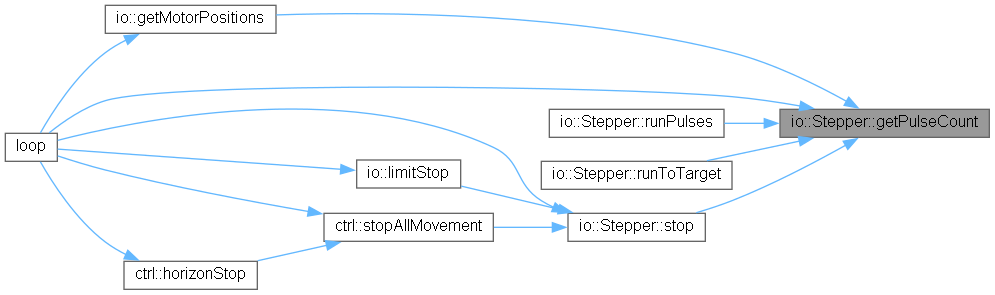 io::getMotorPositions
loop
io::Stepper::runPulses
io::Stepper::getPulseCount
io::limitStop
io::Stepper::runToTarget
ctrl::stopAllMovement
io::Stepper::stop
ctrl::horizonStop